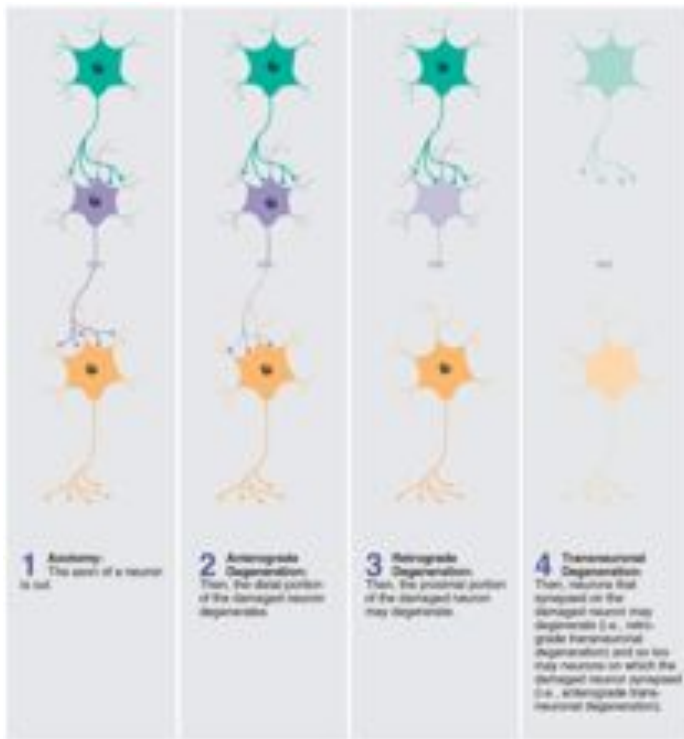 1 Axotomy:
The axon of a neuron
is cut.
2 Anterograde
Degeneration:
Then, the distal portion
of the damaged neuron
degenerates.
3 Retrograde
Degeneration:
Then, the proximal portion
of the damaged neuron
may degenerate.
4 Transneuronal
Degeneration:
Then, neurons that
synapsed on the
damaged neuron may
degenerate (i.e., retro-
grade transneuronal
degeneration) and so too
may neurons on which the
damaged neuron synapsed
(i.e., anterograde trans-
neuronal degeneration).